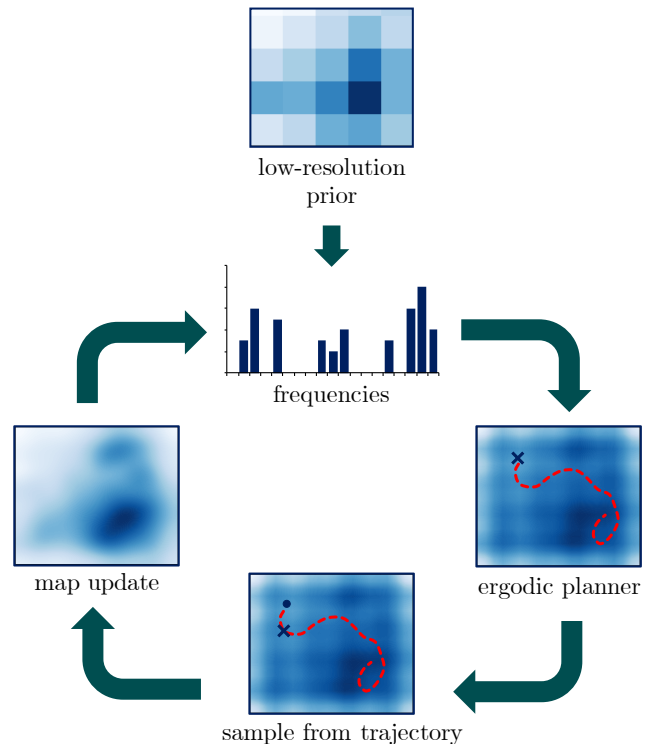 low-resolution
prior
frequencies
map update
ergodic planner
sample from trajectory